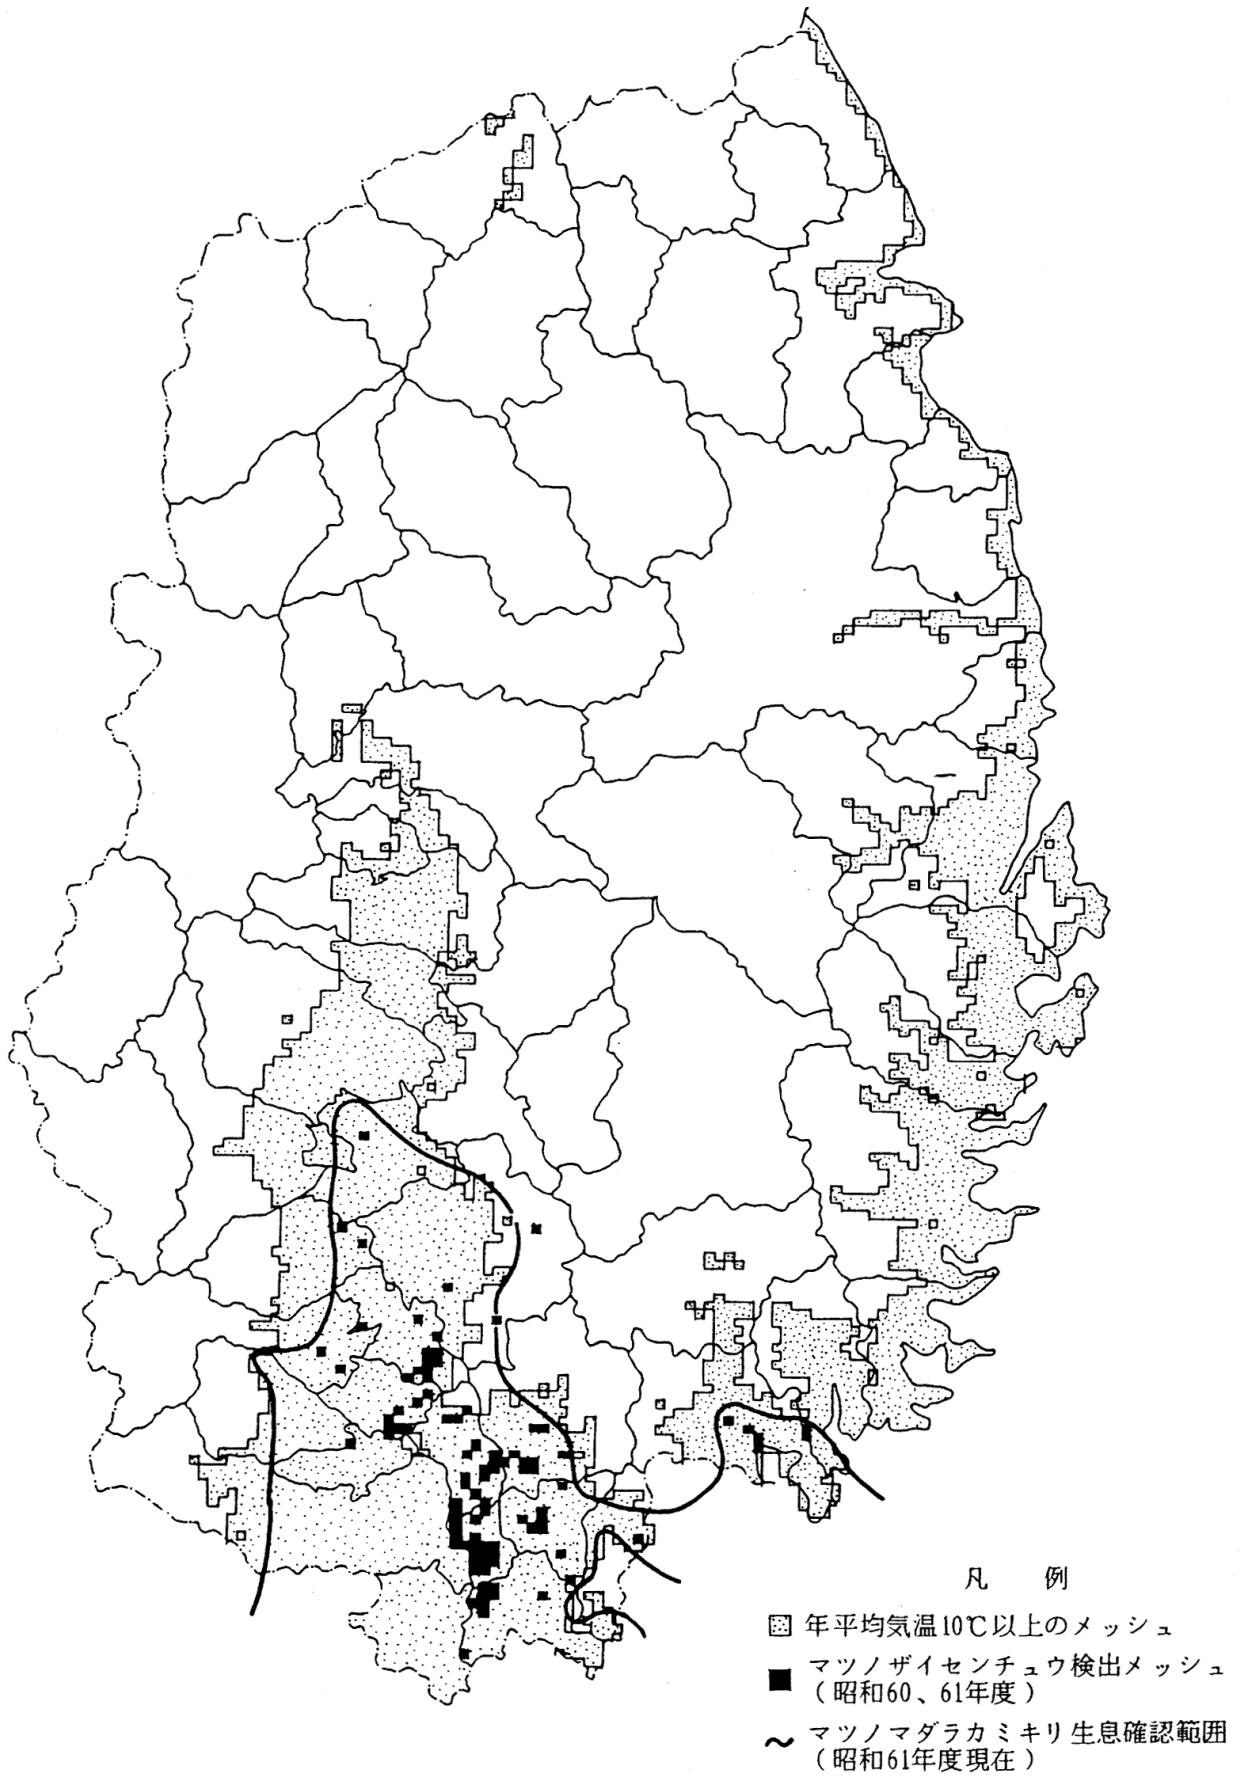 凡例
年平均気温10℃以上のメッシュ
マツノザイセンチュウ検出メッシュ
（昭和60、61年度）
マツノマダラカミキリ生息確認範囲
（昭和61年度現在）